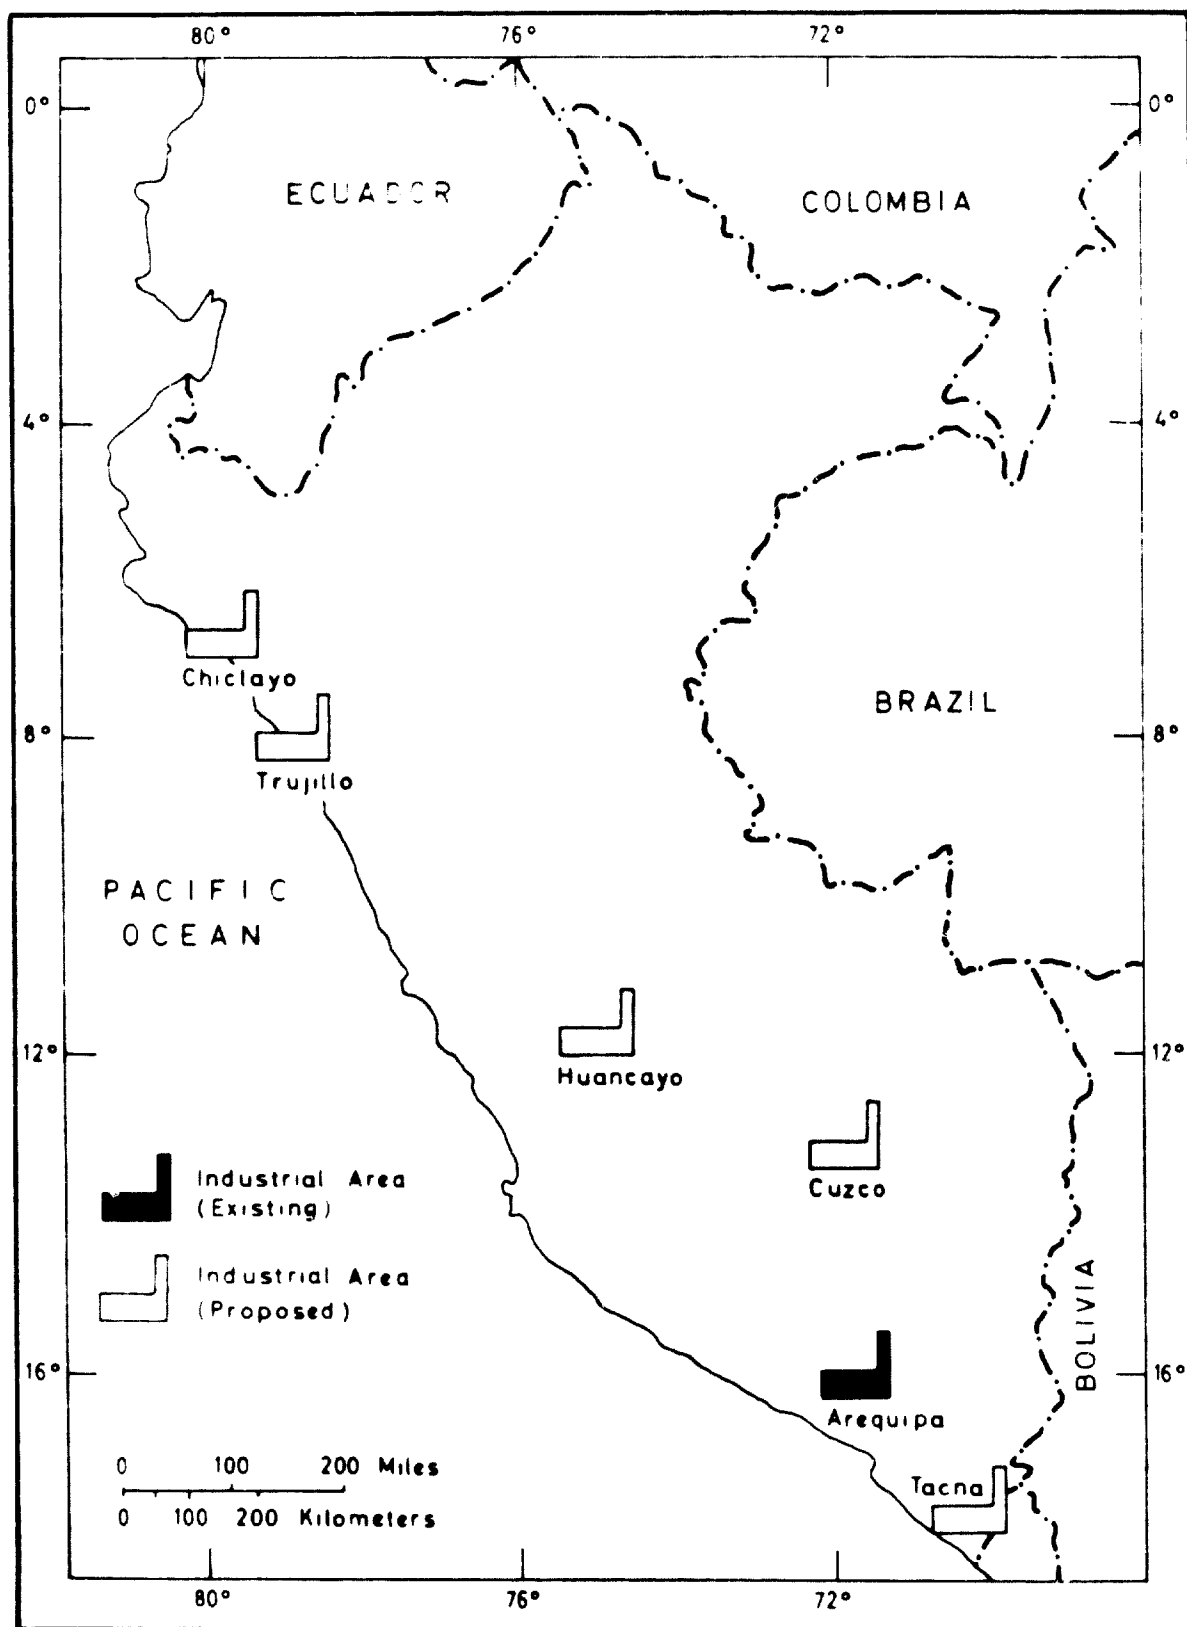 80° 76° 72°
0° 0°
ECUADOR
COLOMBIA
4° 4°
Chiclayo
BRAZIL
8° 8°
Trujillo
PACIFIC
OCEAN
12° 12°
Huancayo
Cuzco
Industrial Area
(Existing)
Industrial Area
(Proposed)
BOLIVIA
16° 16°
Arequipa
0 100 200 Miles
0 100 200 Kilometers
Tacna
80° 76° 72°